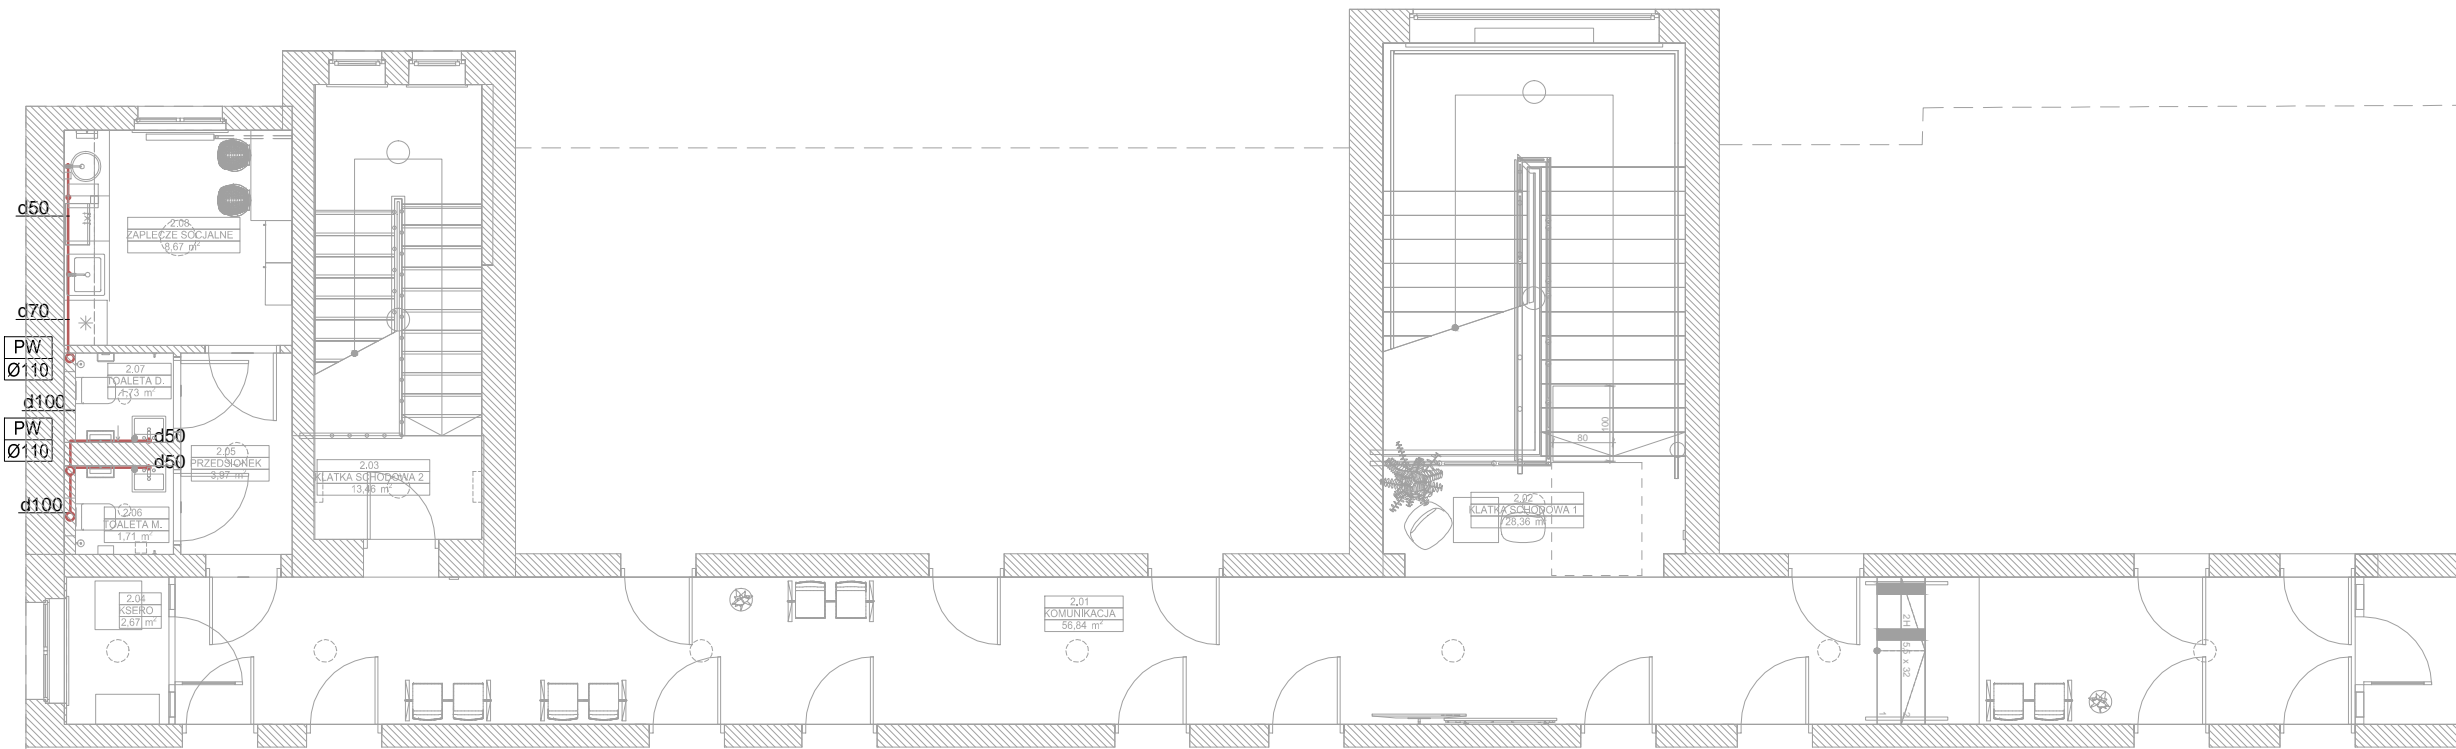 d50
2.08
ZAPLECZE SOCJALNE
8,67 m²
d70
PW
Ø110
2.07
TOALETA D.
1,73 m²
d100
PW
Ø110
d50
d50
2.05
PRZEDSIONEK
3,97 m²
d100
2.06
TOALETA M.
1,71 m²
2.03
KLATKA SCHODOWA 2
13,46 m²
100
80
2.02
KLATKA SCHODOWA 1
28,36 m²
2.04
KSERO
2,67 m²
2.01
KOMUNIKACJA
56,84 m²